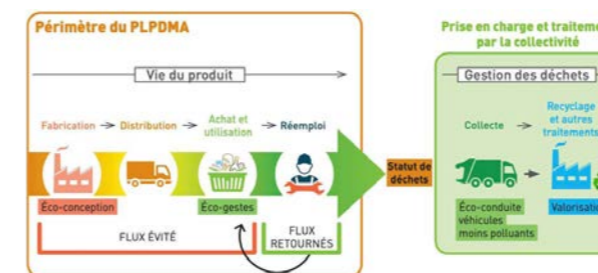 Périmètre du PLPDMA
Vie du produit
Fabrication
Distribution
Achat et
utilisation
Réemploi
Éco-conception
Éco-gestes
FLUX ÉVITÉ
FLUX
RETOURNÉS
Statut de
déchets
Prise en charge et traiteme
par la collectivité
Gestion des déchets
Collecte
Recyclage
et autres
traitements
Éco-conduite
véhicules
moins polluants
Valorisati